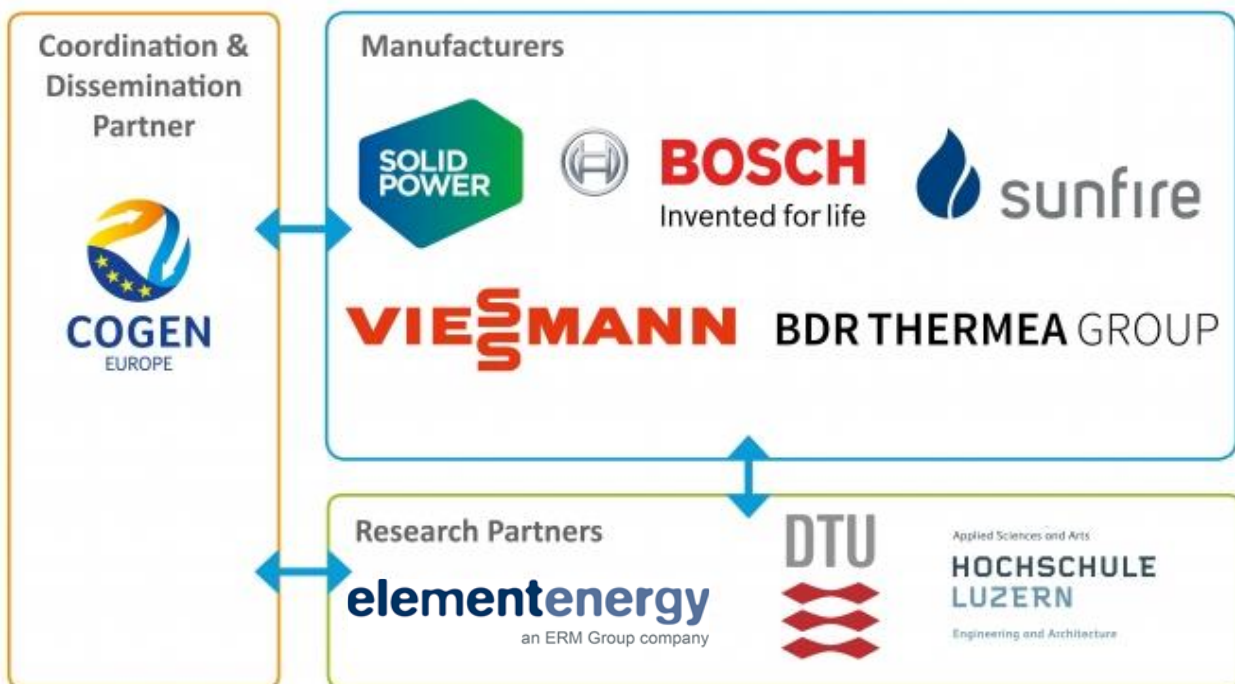 Coordination &
Dissemination
Partner
COGEN
EUROPE
Manufacturers
SOLID
POWER
BOSCH
Invented for life
sunfire
VIESSMANN
BDR THERMEA GROUP
Research Partners
elementenergy
an ERM Group company
DTU
Applied Sciences and Arts
HOCHSCHULE
LUZERN
Engineering and Architecture